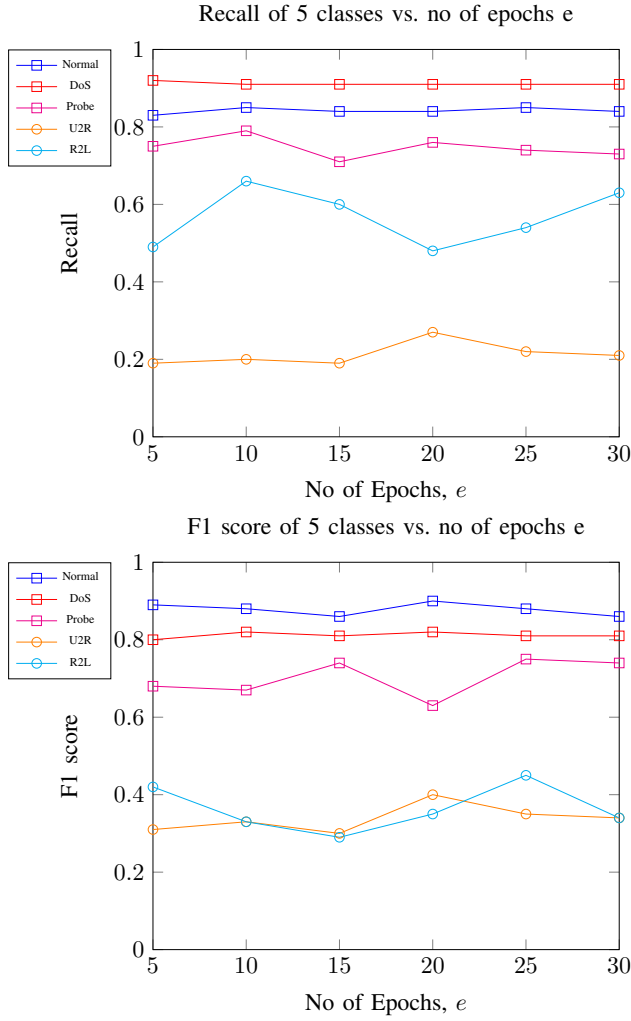 Recall of 5 classes vs. no of epochs e
1
Normal
DoS
Probe
U2R
R2L
0.8
0.6
0.4
0.2
0
Recall
5 10 15 20 25 30
No of Epochs, e
F1 score of 5 classes vs. no of epochs e
1
Normal
DoS
Probe
U2R
R2L
0.8
0.6
0.4
0.2
0
F1 score
5 10 15 20 25 30
No of Epochs, e